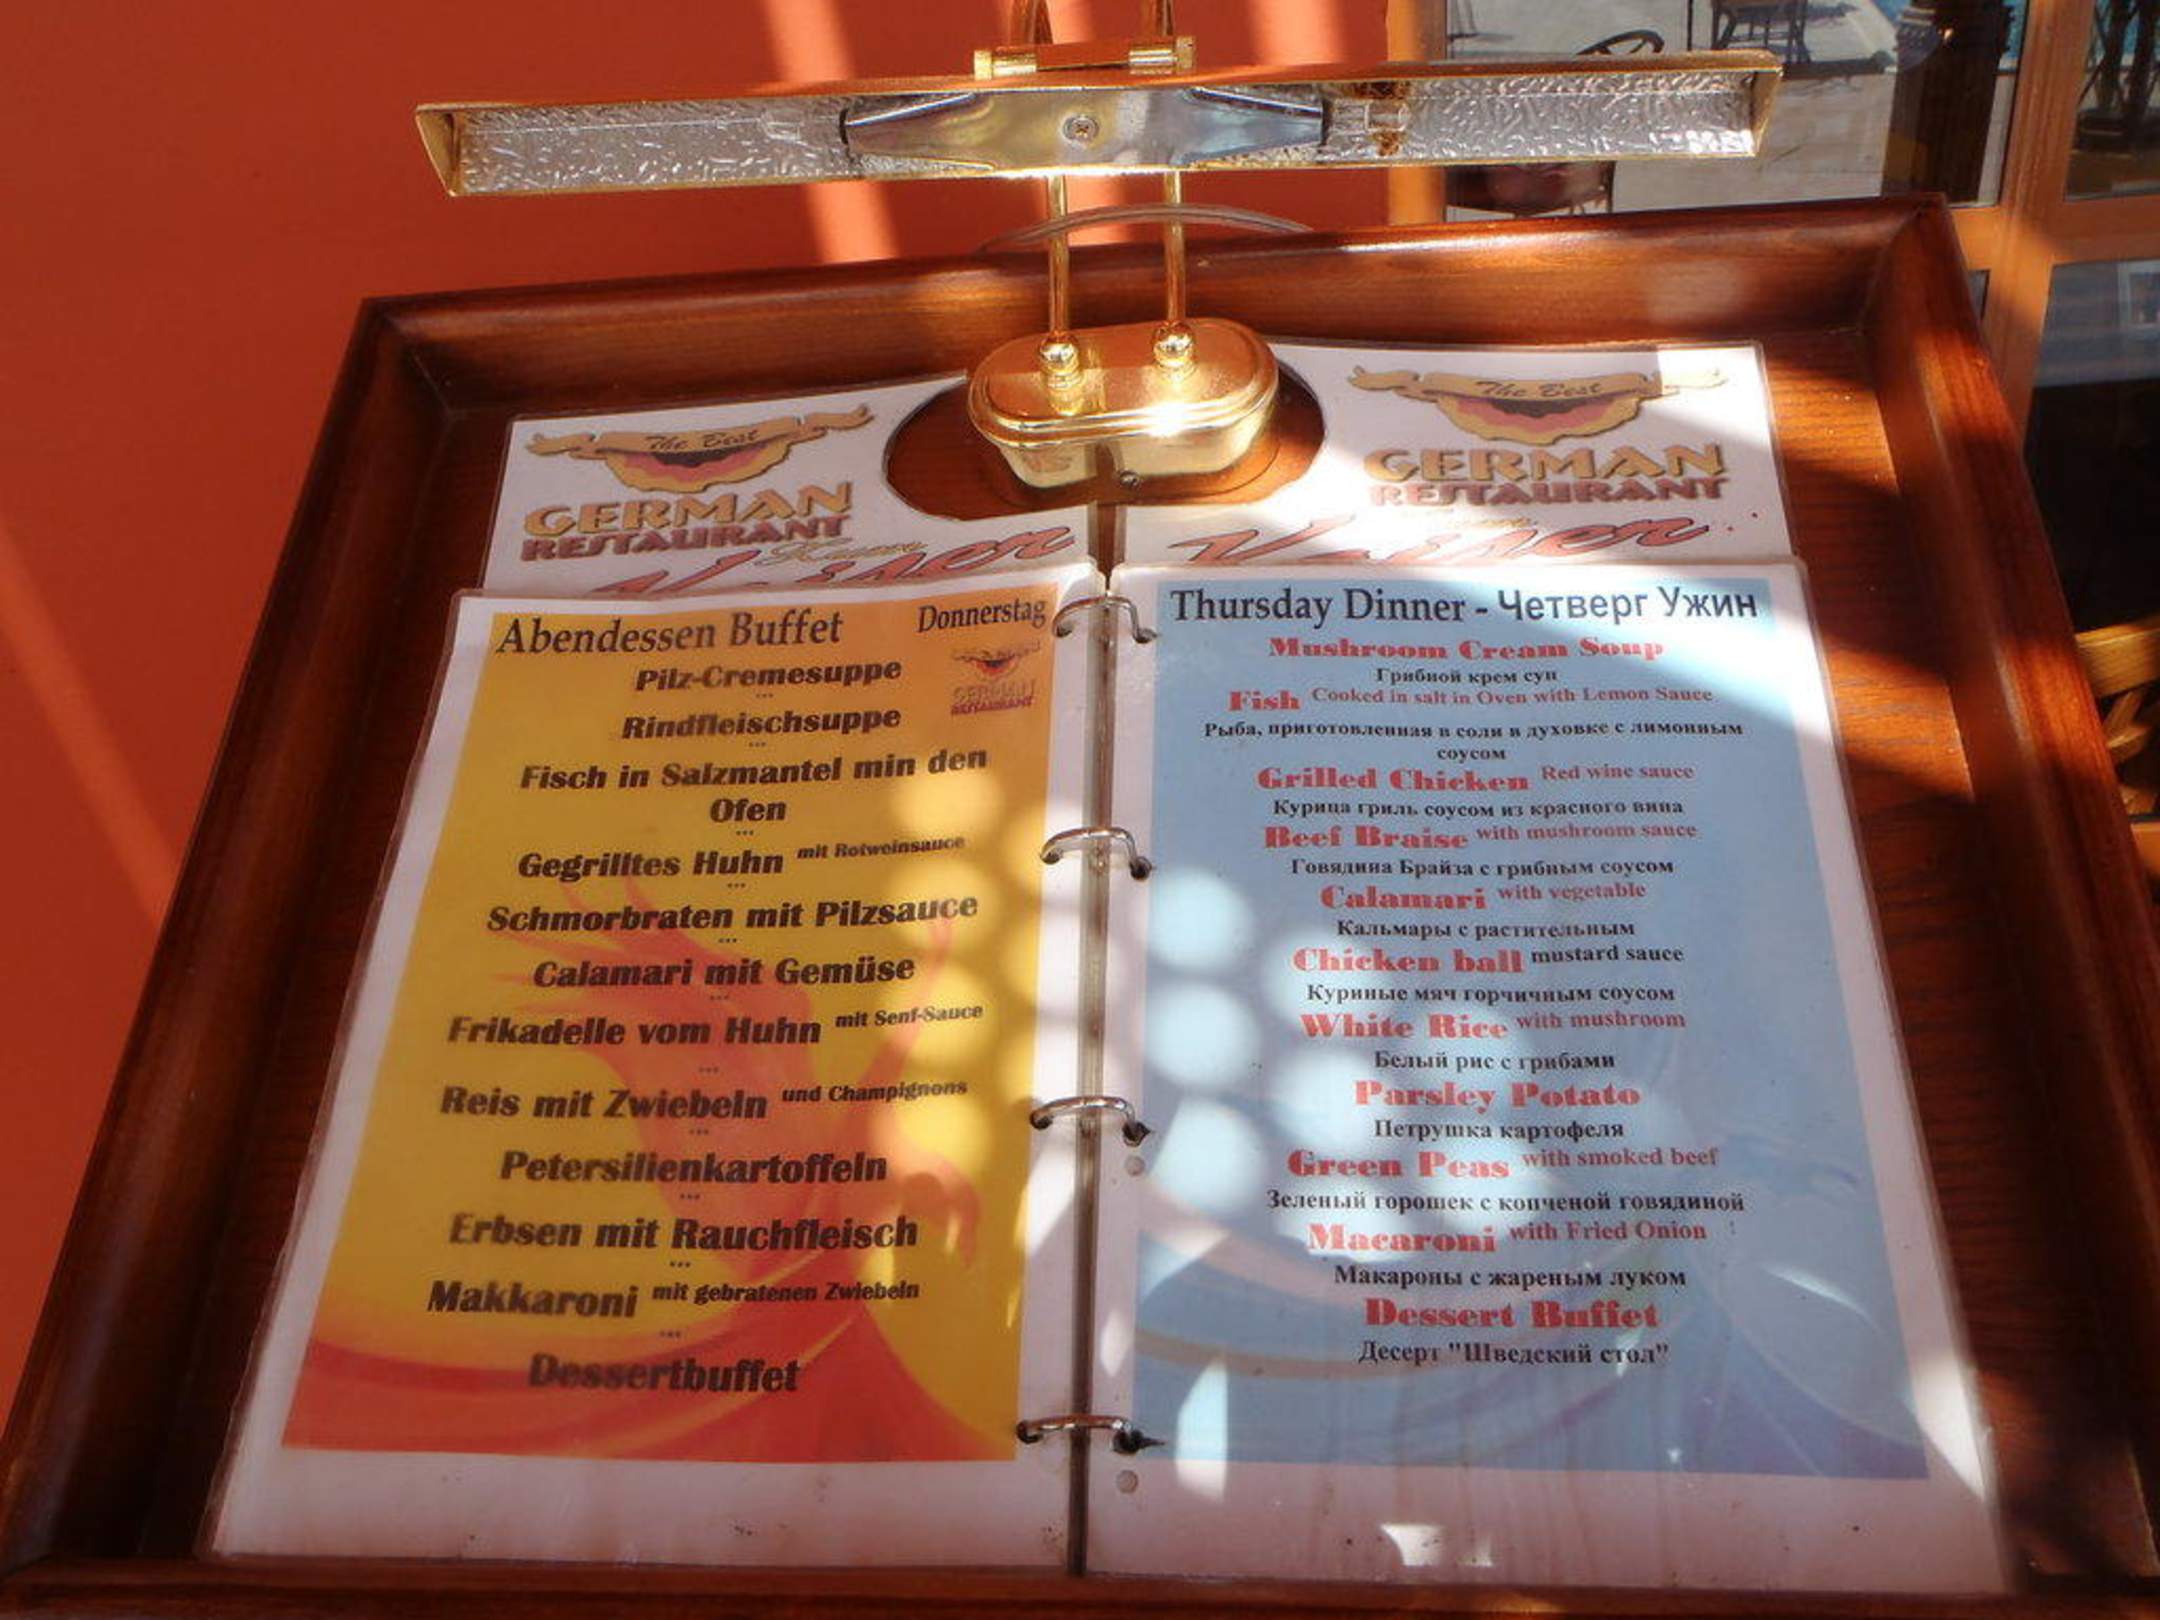 The Best
GERMAN
RESTAURANT
Kaiser
The Best
GERMAN
RESTAURANT
Kaiser
Abendessen Buffet Donnerstag
GERMAN
RESTAURANT
Pilz-Cremesuppe
...
Rindfleischsuppe
...
Fisch in Salzmantel min den
Ofen
...
Gegrilltes Huhn mit Rotweinsauce
...
Schmorbraten mit Pilzsauce
...
Calamari mit Gemüse
...
Frikadelle vom Huhn mit Senf-Sauce
...
Reis mit Zwiebeln und Champignons
...
Petersilienkartoffeln
...
Erbsen mit Rauchfleisch
...
Makkaroni mit gebratenen Zwiebeln
...
Dessertbuffet
Thursday Dinner - Четверг Ужин
Mushroom Cream Soup
Грибной крем суп
Fish Cooked in salt in Oven with Lemon Sauce
Рыба, приготовленная в соли в духовке с лимонным
соусом
Grilled Chicken Red wine sauce
Курица гриль соусом из красного вина
Beef Braise with mushroom sauce
Говядина Брайза с грибным соусом
Calamari with vegetable
Кальмары с растительным
Chicken ball mustard sauce
Куриные мяч горчичным соусом
White Rice with mushroom
Белый рис с грибами
Parsley Potato
Петрушка картофеля
Green Peas with smoked beef
Зеленый горошек с копченой говядиной
Macaroni with Fried Onion
Макароны с жареным луком
Dessert Buffet
Десерт "Шведский стол"